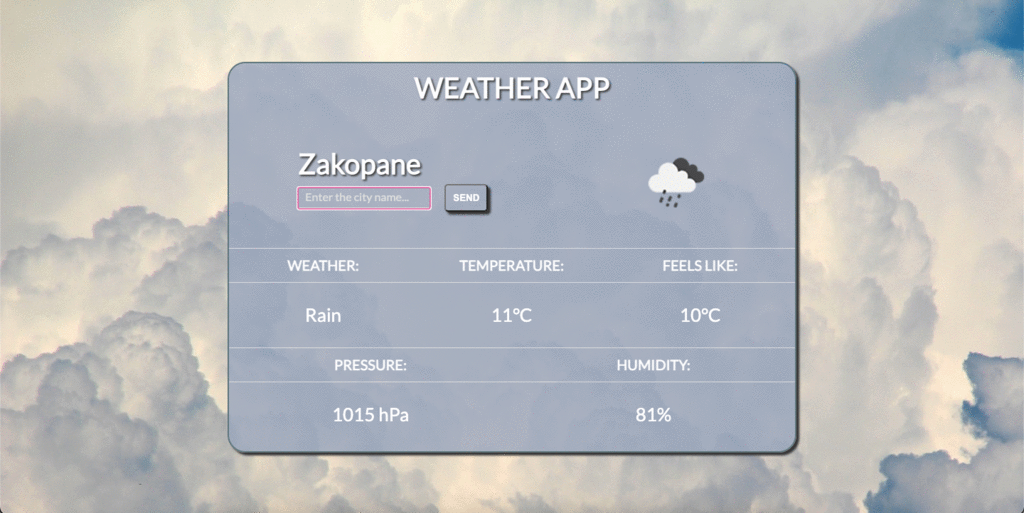 WEATHER APP
Zakopane
Enter the city name...
SEND
WEATHER: TEMPERATURE: FEELS LIKE:
Rain 11°C 10°C
PRESSURE: HUMIDITY:
1015 hPa 81%